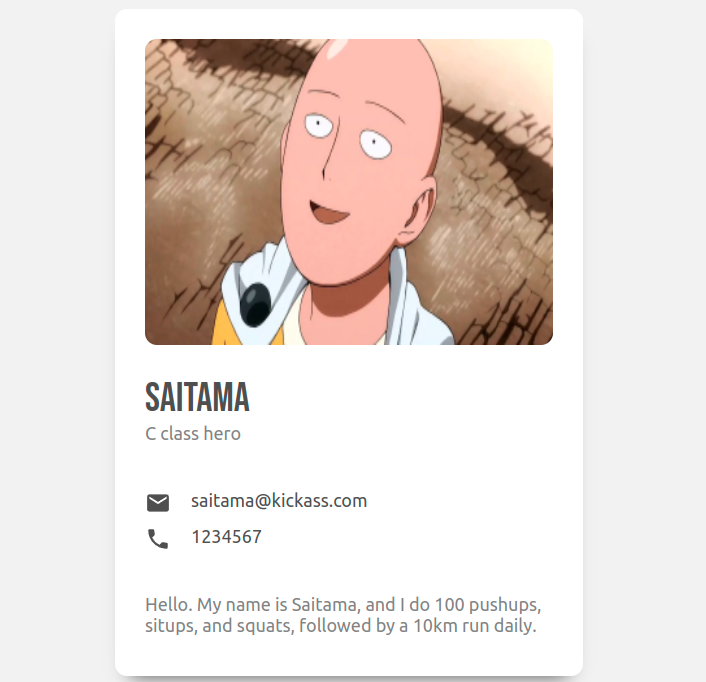 SAITAMA
C class hero
saitama@kickass.com
1234567
Hello. My name is Saitama, and I do 100 pushups,
situps, and squats, followed by a 10km run daily.